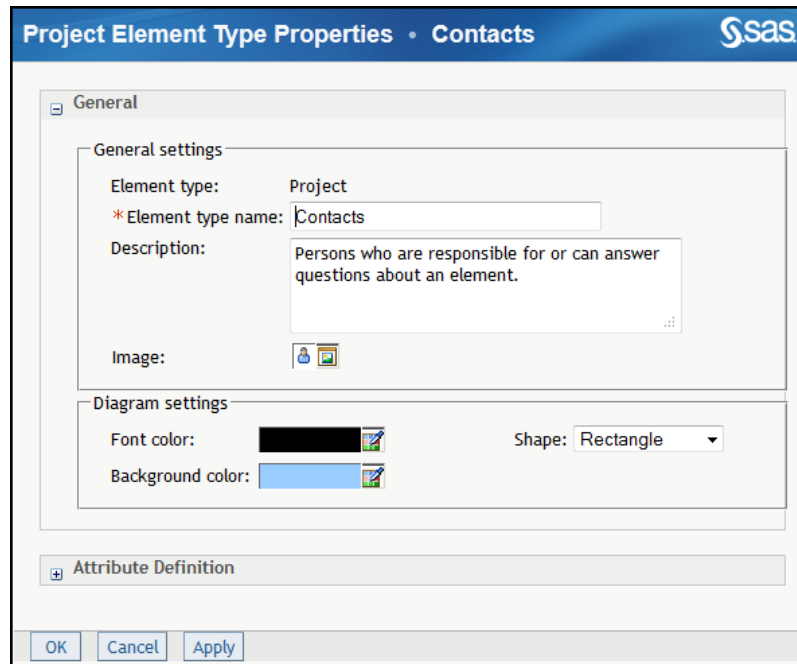 Project Element Type Properties • Contacts
sas
General
General settings
Element type: Project
*Element type name: Contacts
Description: Persons who are responsible for or can answer
questions about an element.
Image:
Diagram settings
Font color: Shape: Rectangle
Background color:
Attribute Definition
OK Cancel Apply